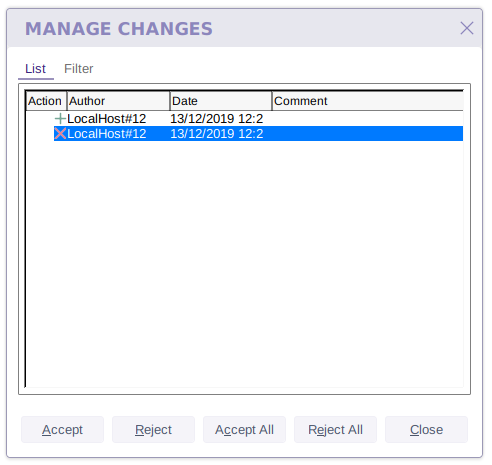 MANAGE CHANGES
List Filter
Action Author Date Comment
LocalHost#12 13/12/2019 12:2
LocalHost#12 13/12/2019 12:2
Accept Reject Accept All Reject All Close